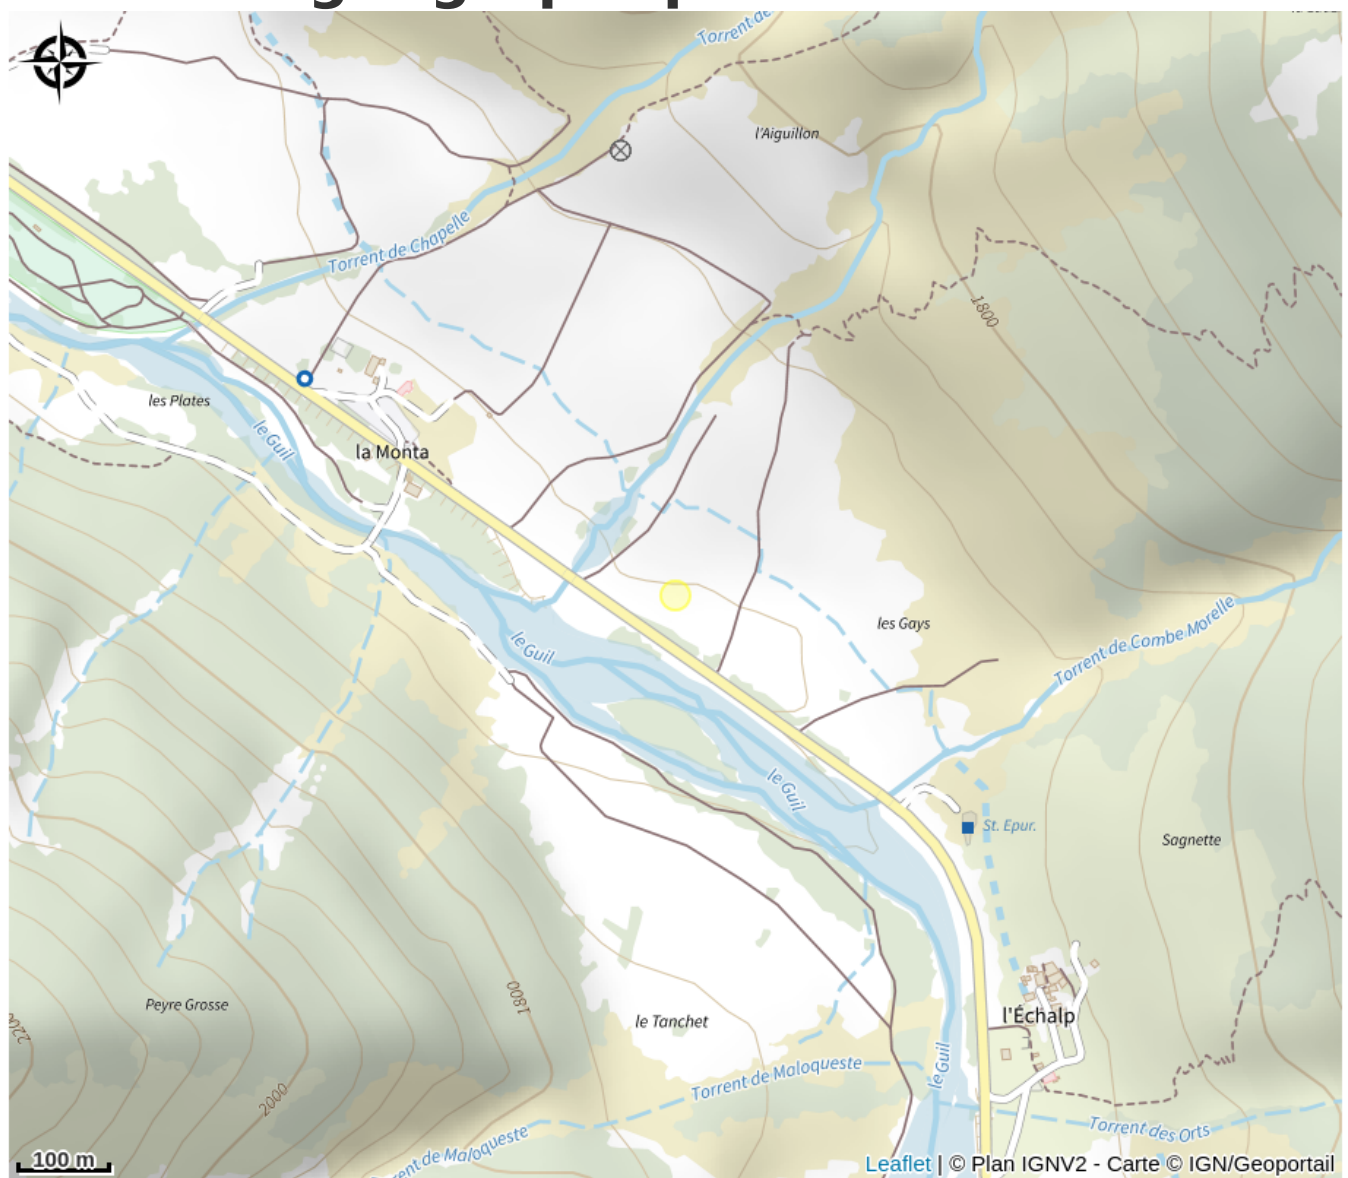 Torrent de
l'Aiguillon
Torrent de Chapelle
1800
les Plates
le Guil
la Monta
les Gays
Torrent de Combe Morelle
le Guil
le Guil
St. Epur.
Sagnette
Peyre Grosse
1800
le Tanchet
l'Échalp
2000
le Guil
Torrent de Maloqueste
Torrent des Orts
rent de Maloqueste
100 m
Leaflet | © Plan IGNV2 - Carte © IGN/Geoportail